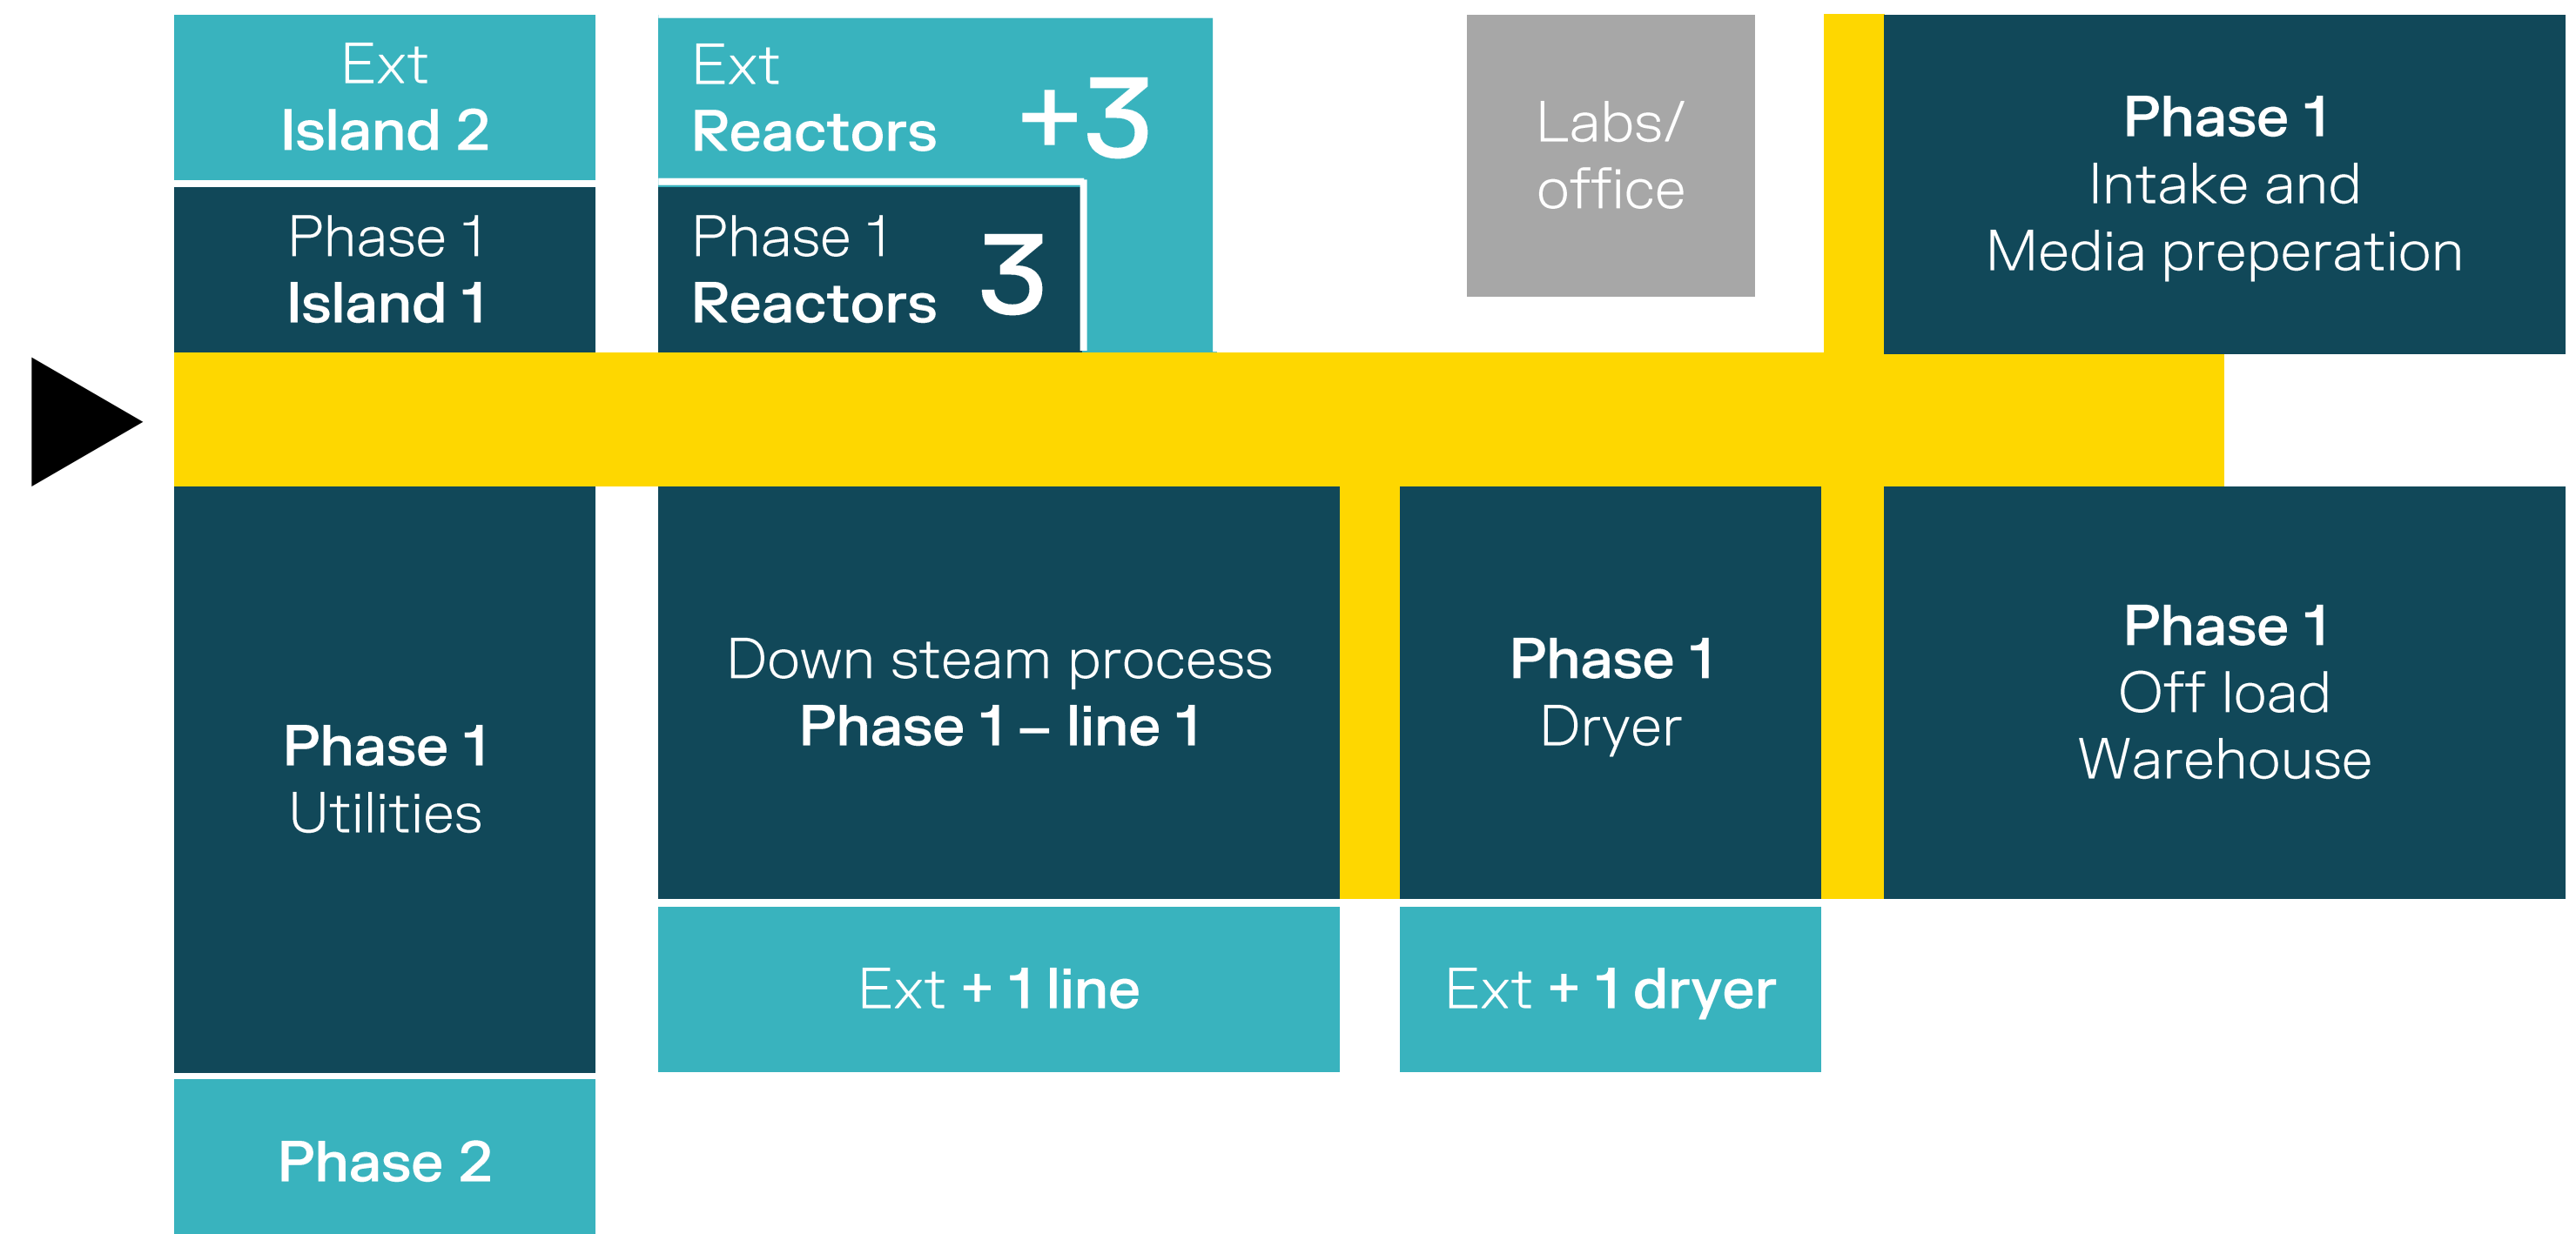 Ext
Island 2
Phase 1
Island 1
Ext
Reactors +3
Phase 1
Reactors 3
Labs/
office
Phase 1
Intake and
Media preperation
Phase 1
Utilities
Phase 2
Down steam process
Phase 1 – line 1
Ext + 1 line
Phase 1
Dryer
Ext + 1 dryer
Phase 1
Off load
Warehouse